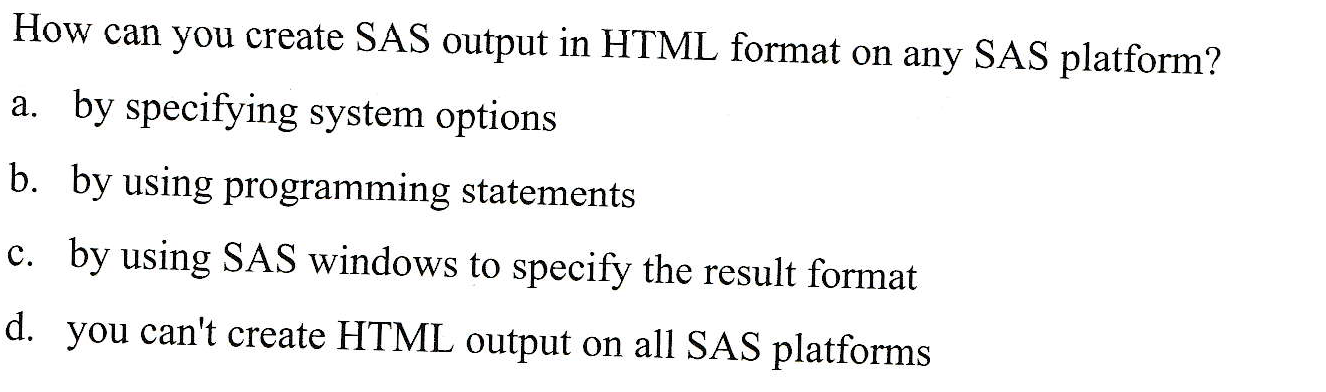 How can you create SAS output in HTML format on any SAS platform?
a. by specifying system options
b. by using programming statements
c. by using SAS windows to specify the result format
d. you can't create HTML output on all SAS platforms